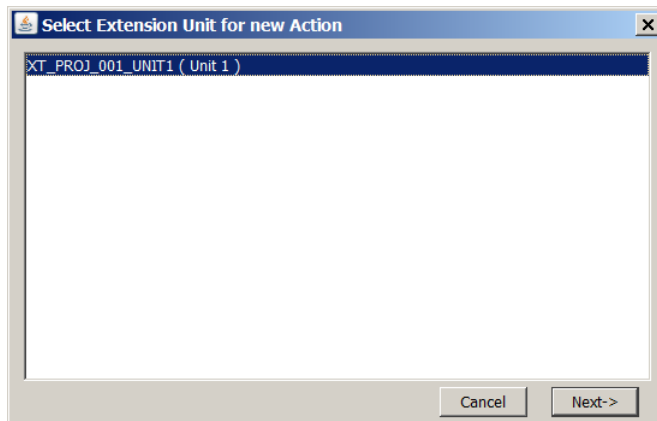 Select Extension Unit for new Action
XT_PROJ_001_UNIT1 ( Unit 1 )
Cancel
Next->